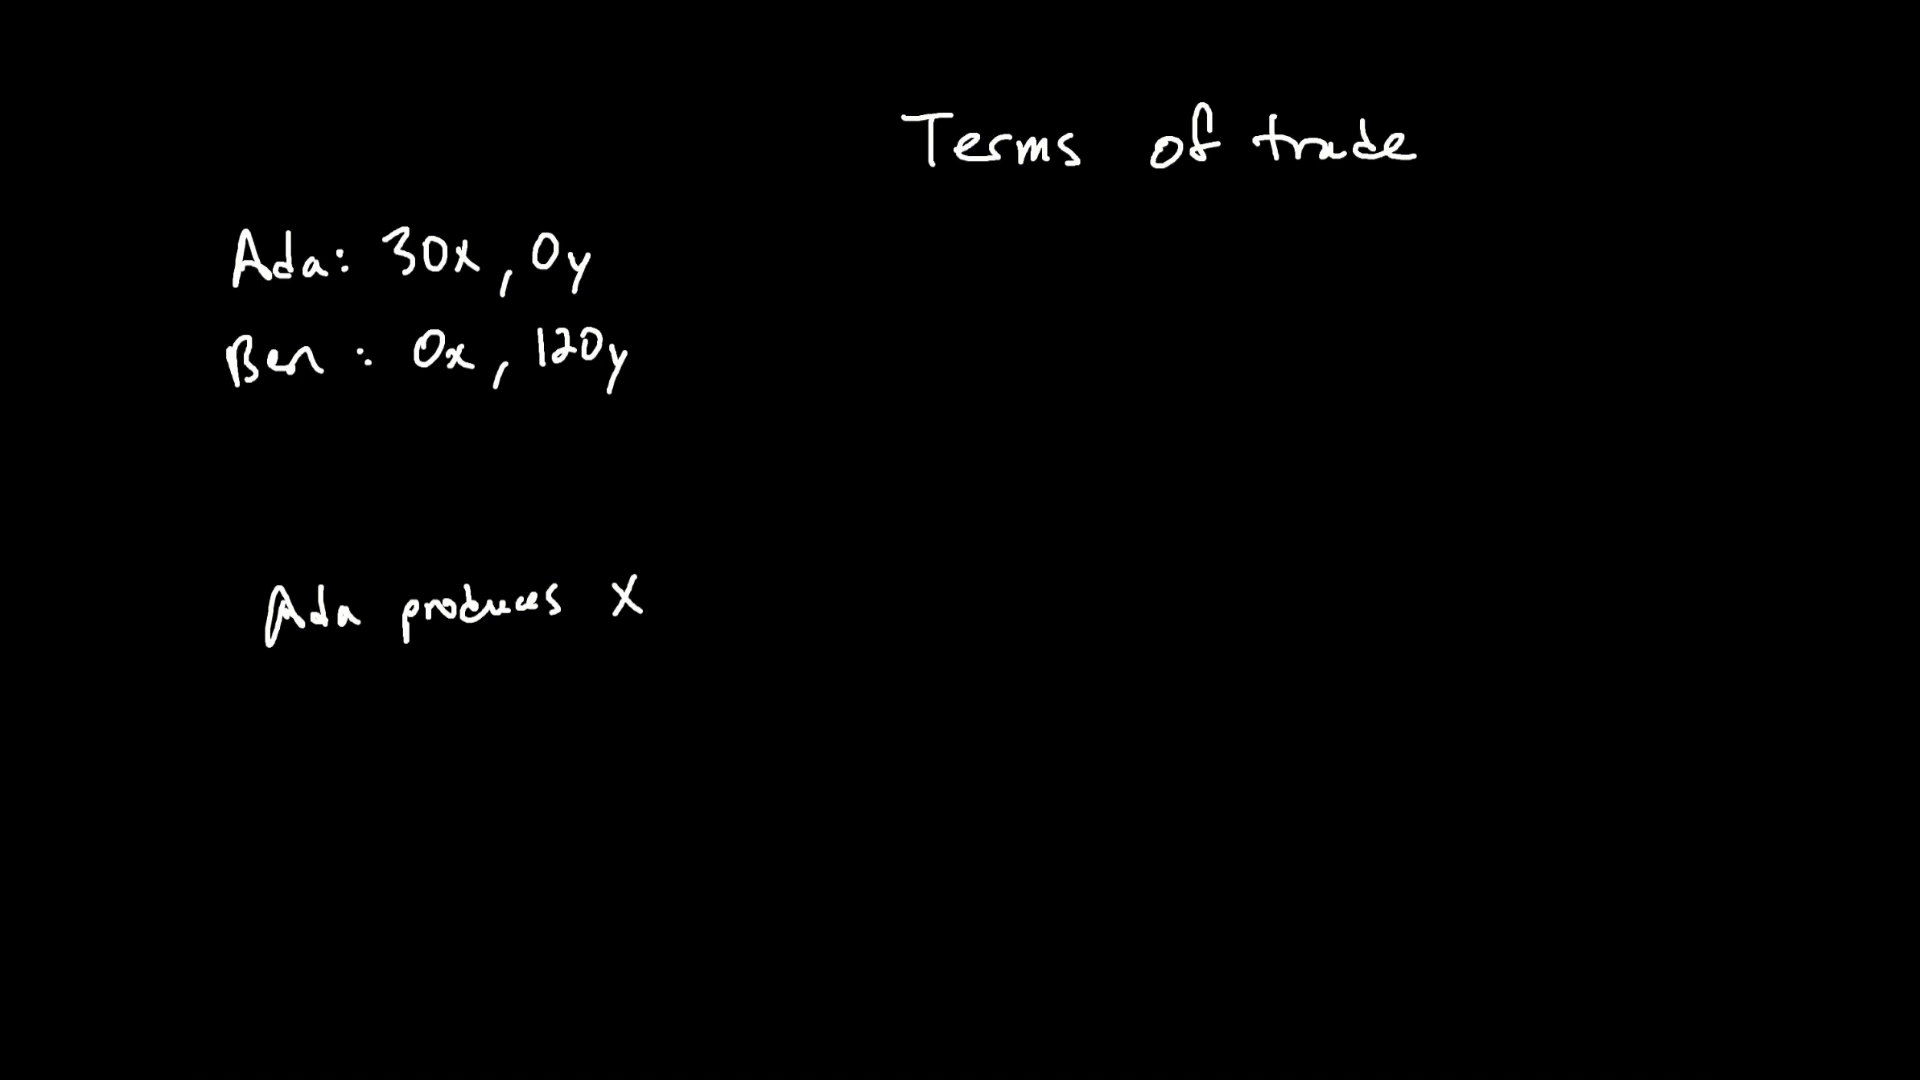 Terms of trade
Ada: 30x, 0y
Ben: 0x, 120y
Ada produces x